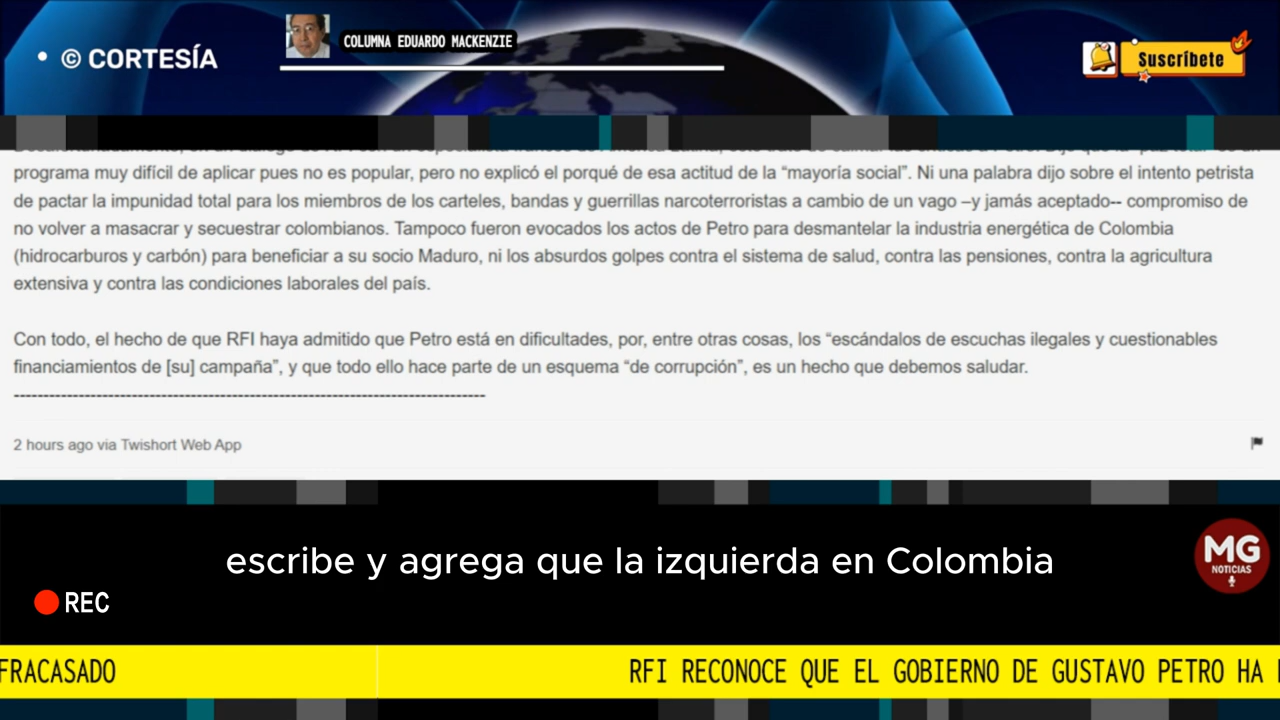 © CORTESÍA
COLUMNA EDUARDO MACKENZIE
Suscríbete
programa muy difícil de aplicar pues no es popular, pero no explicó el porqué de esa actitud de la “mayoría social”. Ni una palabra dijo sobre el intento petrista
de pactar la impunidad total para los miembros de los carteles, bandas y guerrillas narcoterroristas a cambio de un vago –y jamás aceptado-- compromiso de
no volver a masacrar y secuestrar colombianos. Tampoco fueron evocados los actos de Petro para desmantelar la industria energética de Colombia
(hidrocarburos y carbón) para beneficiar a su socio Maduro, ni los absurdos golpes contra el sistema de salud, contra las pensiones, contra la agricultura
extensiva y contra las condiciones laborales del país.
Con todo, el hecho de que RFI haya admitido que Petro está en dificultades, por, entre otras cosas, los “escándalos de escuchas ilegales y cuestionables
financiamientos de [su] campaña”, y que todo ello hace parte de un esquema “de corrupción”, es un hecho que debemos saludar.
-------------------------------------------------------------------------------
2 hours ago via Twishort Web App
escribe y agrega que la izquierda en Colombia
MG
NOTICIAS
REC
FRACASADO
RFI RECONOCE QUE EL GOBIERNO DE GUSTAVO PETRO HA